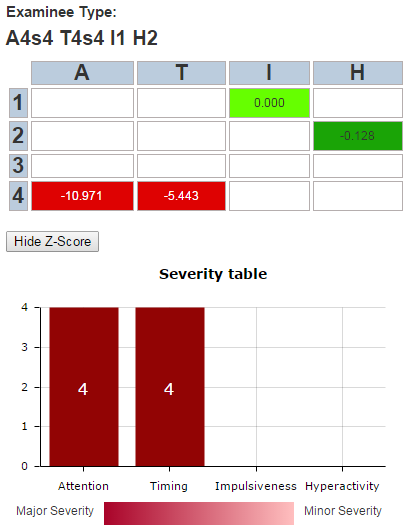 Examinee Type:
A4s4 T4s4 I1 H2
A T I H
1 0.000
2 -0.128
3
4 -10.971 -5.443
Hide Z-Score
Severity table
4
3
2
1
0
4 4
Attention Timing Impulsiveness Hyperactivity
Major Severity Minor Severity